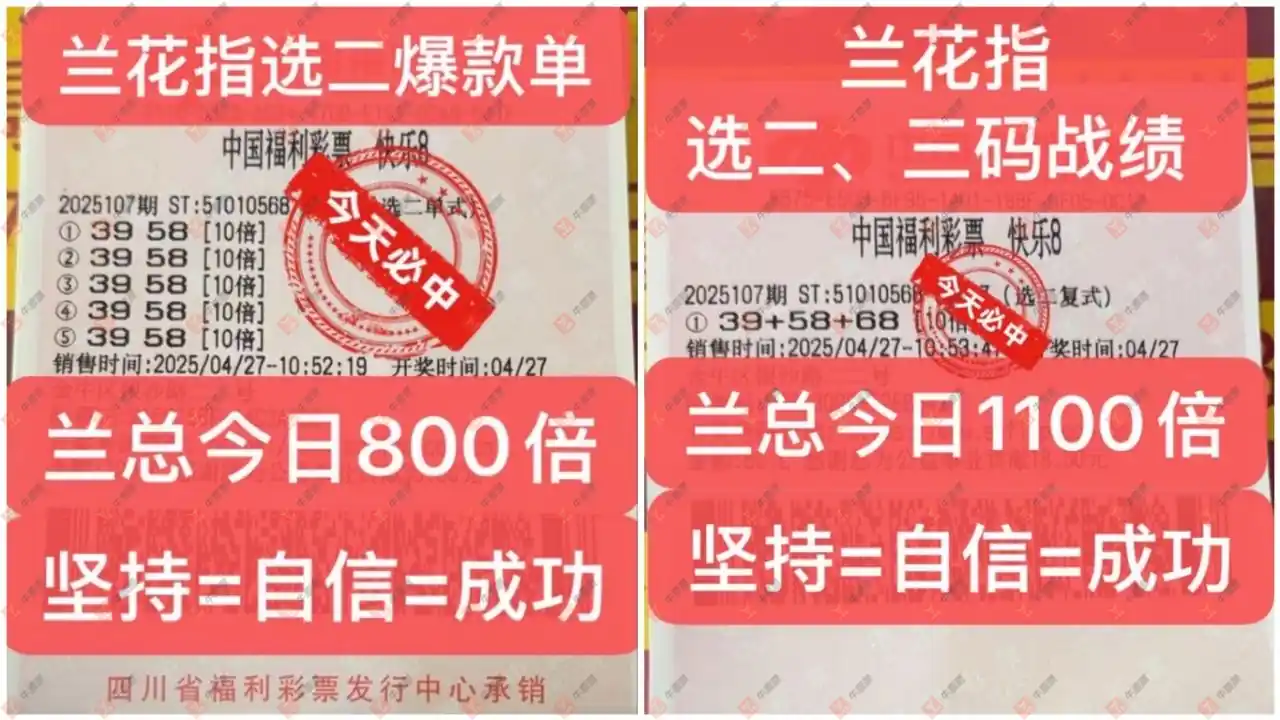 兰花指选二爆款单
中国福利彩票 快乐8
2025107期 ST:51010568 选二单式)
① 39 58 [10倍]
② 39 58 [10倍]
③ 39 58 [10倍]
④ 39 58 [10倍]
⑤ 39 58 [10倍]
今天必中
销售时间:2025/04/27-10:52:19 开奖时间:04/27
兰总今日800倍
坚持=自信=成功
四川省福利彩票发行中心承销
兰花指
选二、三码战绩
中国福利彩票 快乐8
2025107期 ST:51010568 (选二复式)
① 39+58+68 [10倍
今天必中
销售时间:2025/04/27-10:53:4 开奖时间:04/27
兰总今日1100倍
坚持=自信=成功